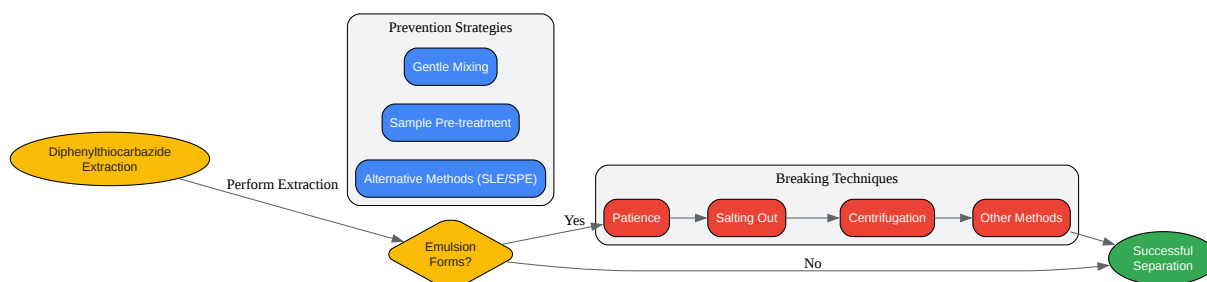 Prevention Strategies
Gentle Mixing
Sample Pre-treatment
Alternative Methods (SLE/SPE)
Diphenylthiocarbazide
Extraction
Perform Extraction
Emulsion
Forms?
Yes
No
Breaking Techniques
Patience
Salting Out
Centrifugation
Other Methods
Successful
Separation